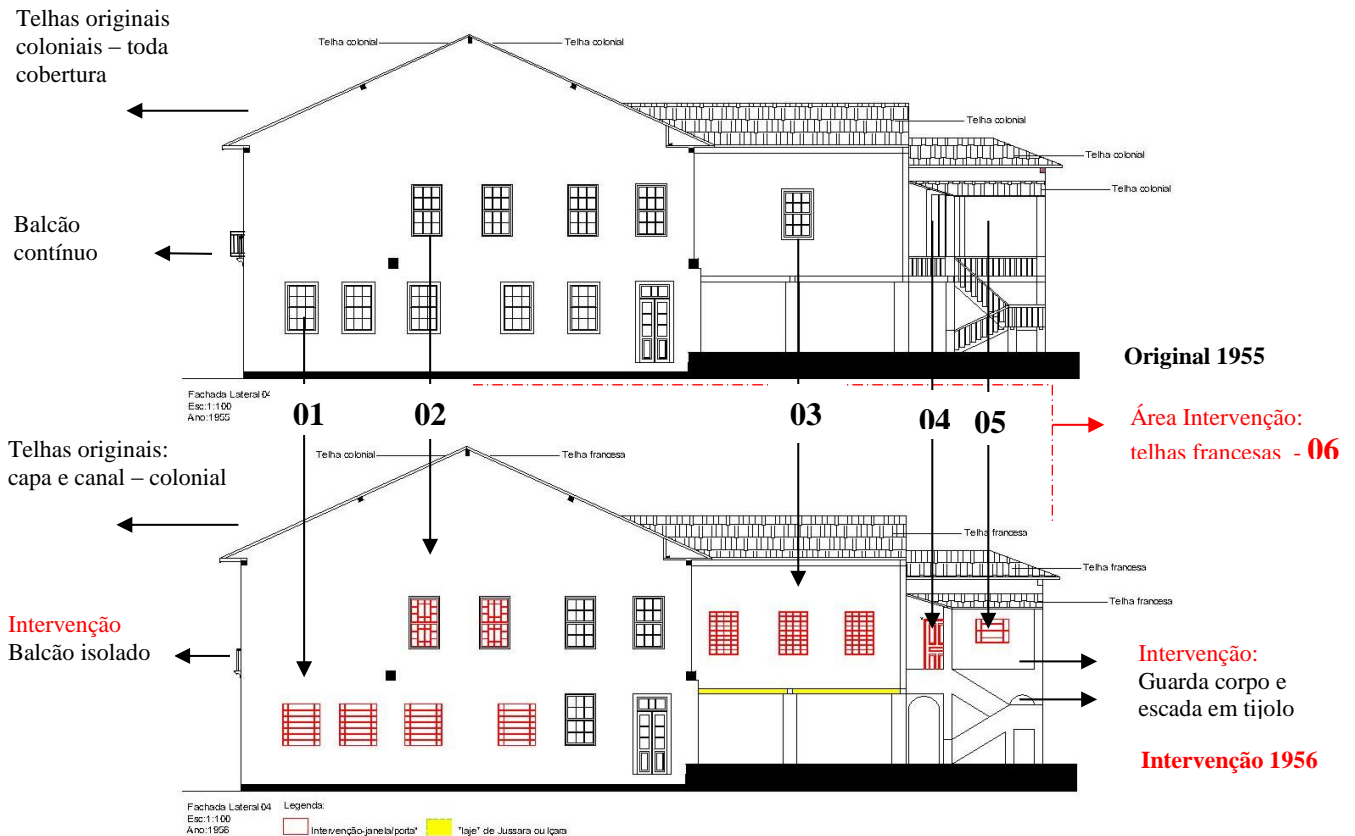 Telhas originais
coloniais – toda
cobertura
Telha colonial
Telha colonial
Telha colonial
Telha colonial
Telha colonial
Balcão
contínuo
Original 1955
Fachada Lateral 04
Esc:1:100
Ano:1955
01
02
03
04
05
Área Intervenção:
telhas francesas - 06
Telhas originais:
capa e canal – colonial
Telha colonial
Telha francesa
Telha francesa
Telha francesa
Telha francesa
Intervenção
Balcão isolado
Intervenção:
Guarda corpo e
escada em tijolo
Intervenção 1956
Fachada Lateral 04
Esc:1:100
Ano:1956
Legenda:
Intervenção-janela/porta"
"laje" de Jussara ou Içara